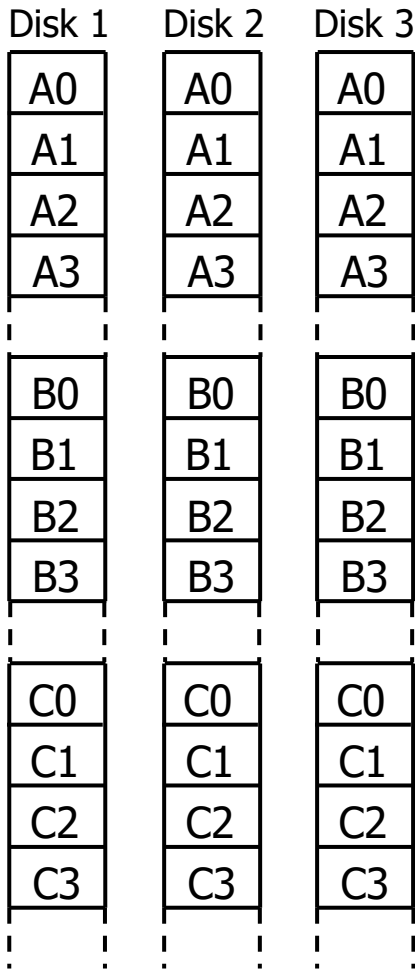 Disk 1 Disk 2 Disk 3
A0 A0 A0
A1 A1 A1
A2 A2 A2
A3 A3 A3
B0 B0 B0
B1 B1 B1
B2 B2 B2
B3 B3 B3
C0 C0 C0
C1 C1 C1
C2 C2 C2
C3 C3 C3